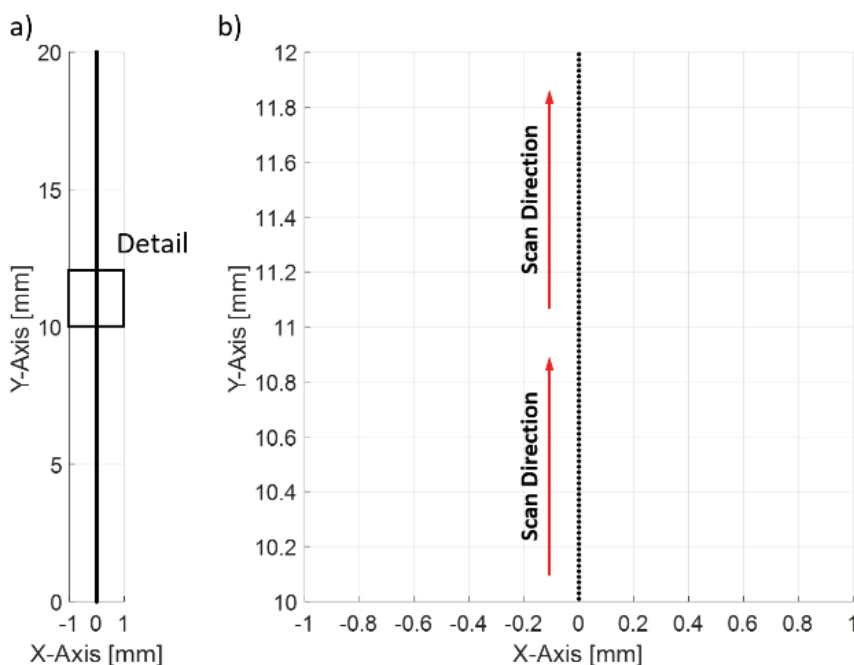 a)
20
15
10
5
0
Y-Axis [mm]
-1 0 1
X-Axis [mm]
Detail
b)
12
11.8
11.6
11.4
11.2
11
10.8
10.6
10.4
10.2
10
Y-Axis [mm]
Scan Direction
Scan Direction
-1 -0.8 -0.6 -0.4 -0.2 0 0.2 0.4 0.6 0.8 1
X-Axis [mm]